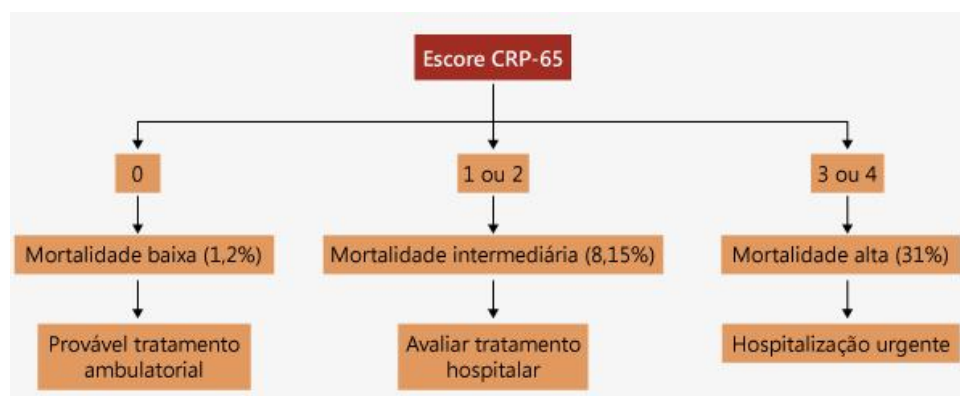 Escore CRP-65
0
1 ou 2
3 ou 4
Mortalidade baixa (1,2%)
Mortalidade intermediária (8,15%)
Mortalidade alta (31%)
Provável tratamento
ambulatorial
Avaliar tratamento
hospitalar
Hospitalização urgente